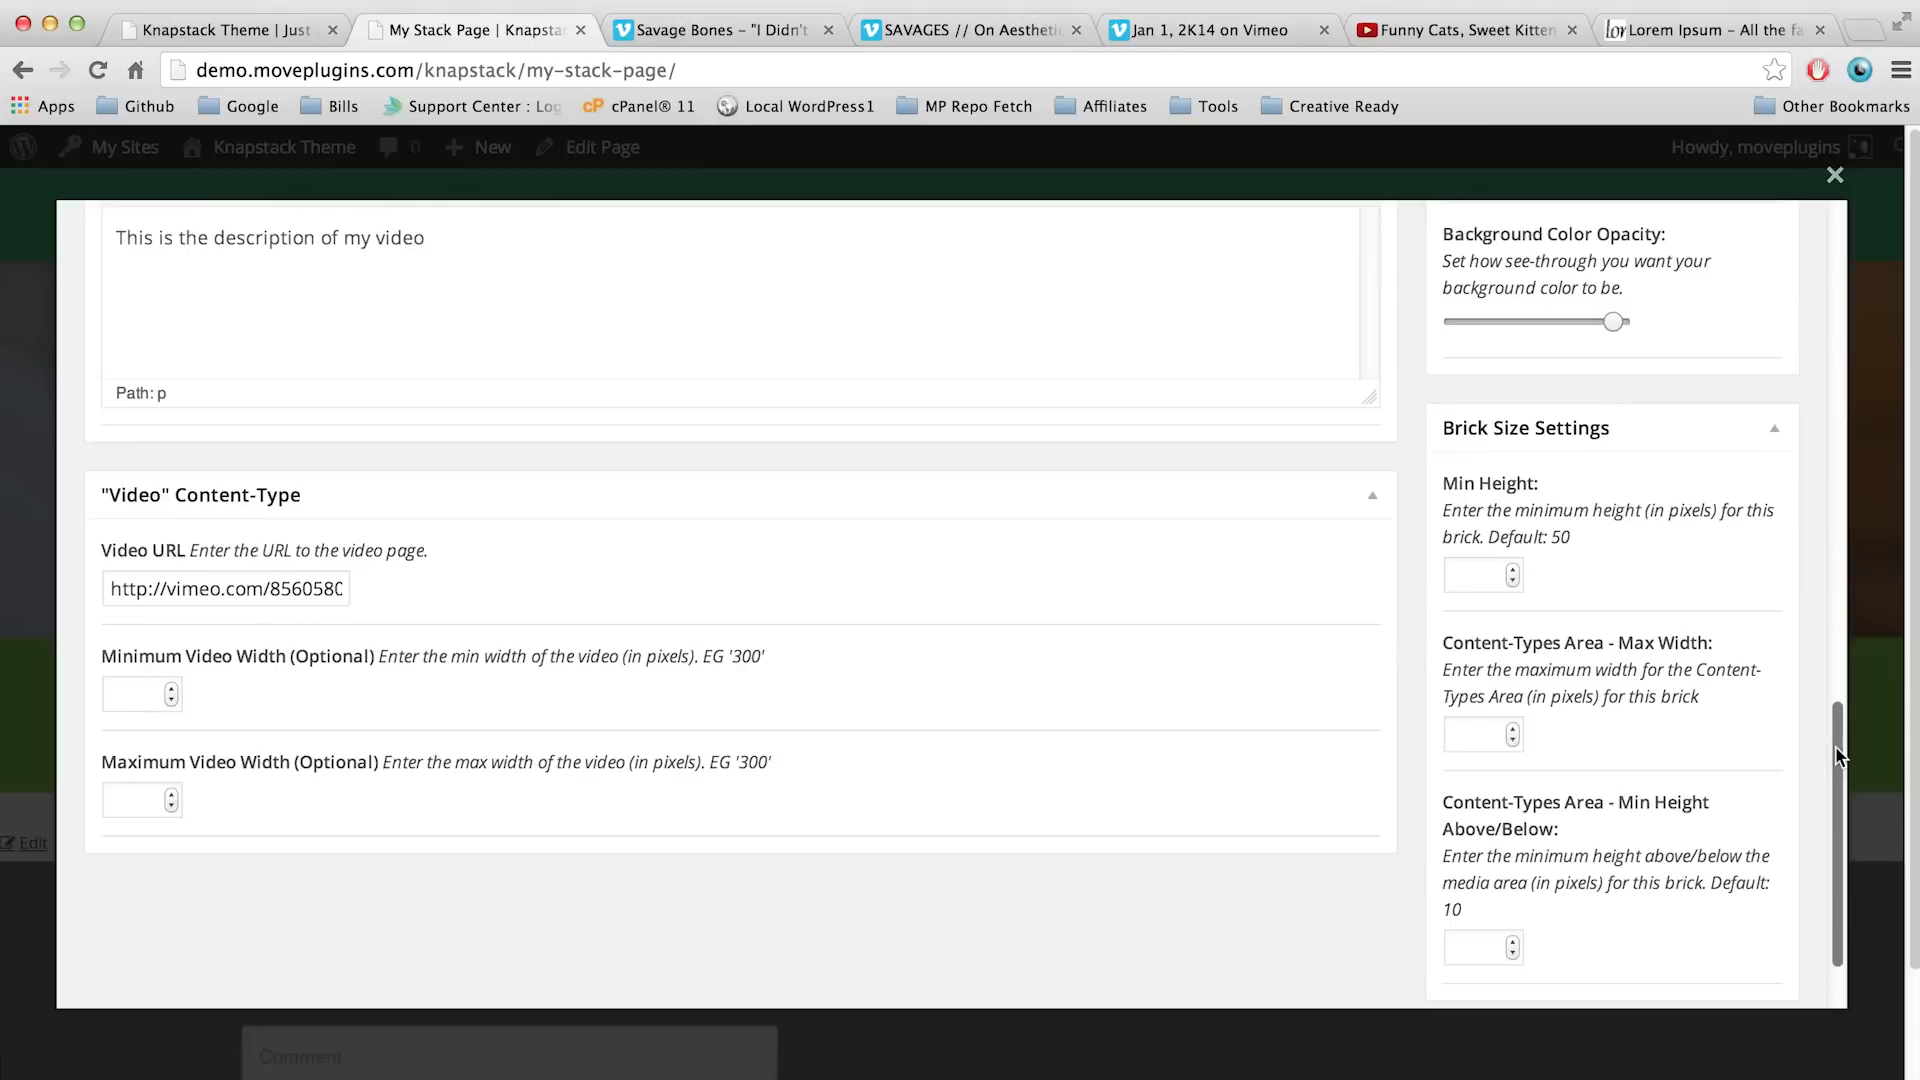 Knapstack Theme | Just
My Stack Page | Knapsta
Savage Bones – "I Didn't
SAVAGES // On Aestheti
Jan 1, 2K14 on Vimeo
Funny Cats, Sweet Kitten
Lorem Ipsum – All the fa
demo.moveplugins.com/knapstack/my-stack-page/
Apps
Github
Google
Bills
Support Center : Log
cP cPanel® 11
Local WordPress1
MP Repo Fetch
Affiliates
Tools
Creative Ready
Other Bookmarks
My Sites
Knapstack Theme
0
New
Edit Page
Howdy, moveplugins
This is the description of my video
Path: p
"Video" Content-Type
Video URL Enter the URL to the video page.
http://vimeo.com/8560580
Minimum Video Width (Optional) Enter the min width of the video (in pixels). EG '300'
Maximum Video Width (Optional) Enter the max width of the video (in pixels). EG '300'
Background Color Opacity:
Set how see-through you want your
background color to be.
Brick Size Settings
Min Height:
Enter the minimum height (in pixels) for this
brick. Default: 50
Content-Types Area - Max Width:
Enter the maximum width for the Content-
Types Area (in pixels) for this brick
Content-Types Area - Min Height
Above/Below:
Enter the minimum height above/below the
media area (in pixels) for this brick. Default:
10
Edit
Comment